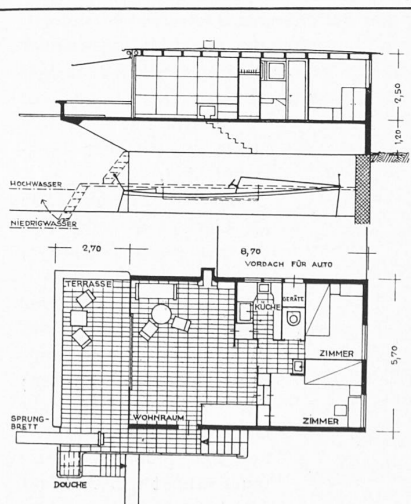 2,50
1,20
HOCHWASSER
NIEDRIGWASSER
2,70
8,70
VORDACH FÜR AUTO
TERRASSE
KÜCHE
GERÄTE
ZIMMER
5,70
SPRUNG-
BRETT
WOHNRAUM
ZIMMER
DOUCHE